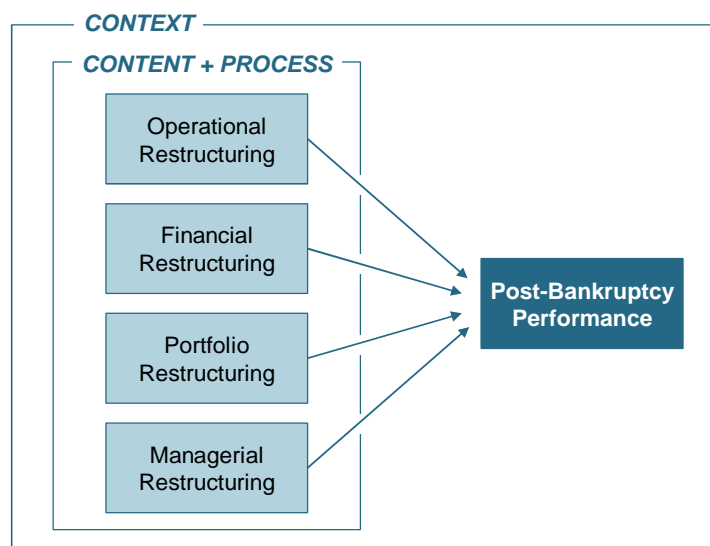 CONTEXT
CONTENT + PROCESS
Operational
Restructuring
Financial
Restructuring
Post-Bankruptcy
Performance
Portfolio
Restructuring
Managerial
Restructuring